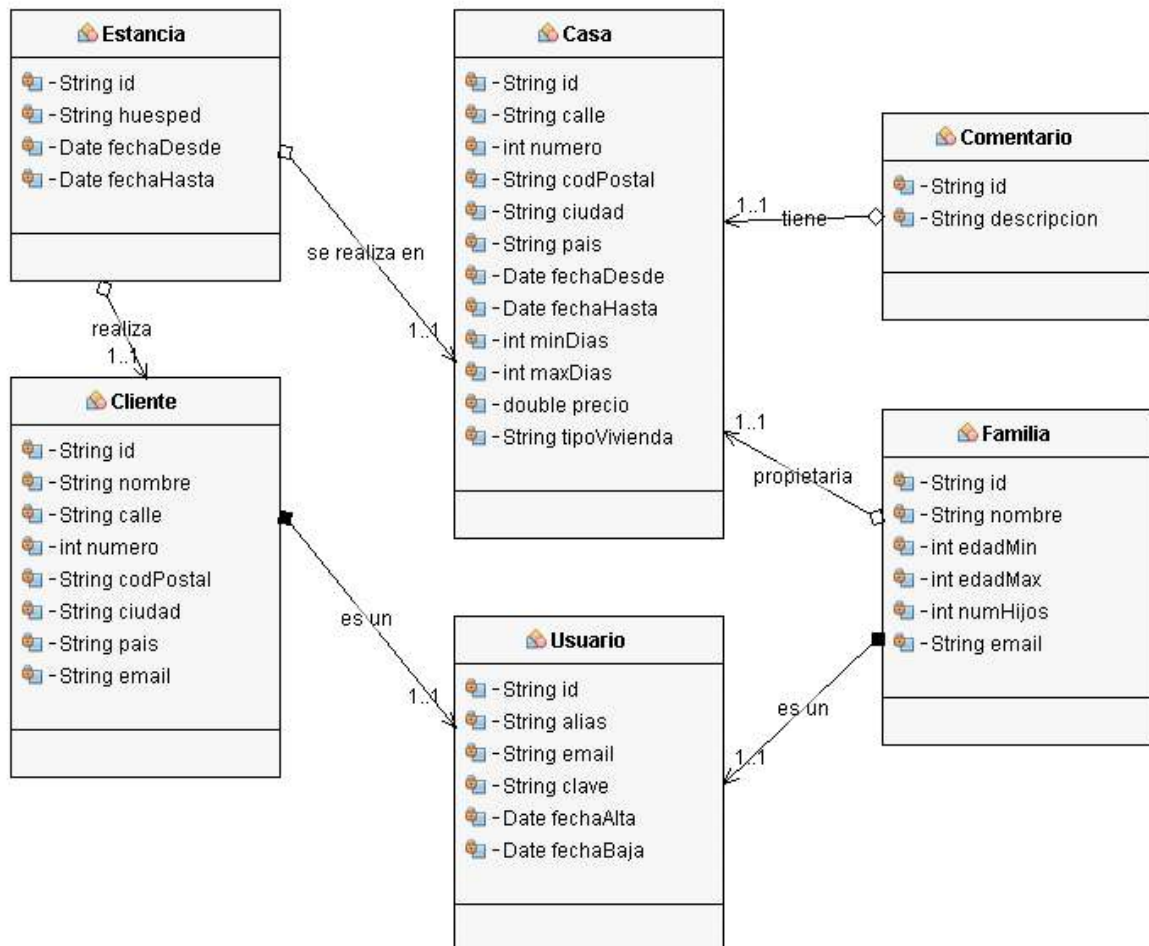 Estancia
-String id
-String huesped
-Date fechaDesde
-Date fechaHasta
Casa
-String id
-String calle
-int numero
-String codPostal
-String ciudad
-String pais
-Date fechaDesde
-Date fechaHasta
-int minDias
-int maxDias
-double precio
-String tipoVivienda
Comentario
-String id
-String descripcion
1..1
tiene
se realiza en
1..1
realiza
1..1
Cliente
-String id
-String nombre
-String calle
-int numero
-String codPostal
-String ciudad
-String pais
-String email
1..1
propietaria
Familia
-String id
-String nombre
-int edadMin
-int edadMax
-int numHijos
-String email
es un
1..1
Usuario
-String id
-String alias
-String email
-String clave
-Date fechaAlta
-Date fechaBaja
es un
1..1